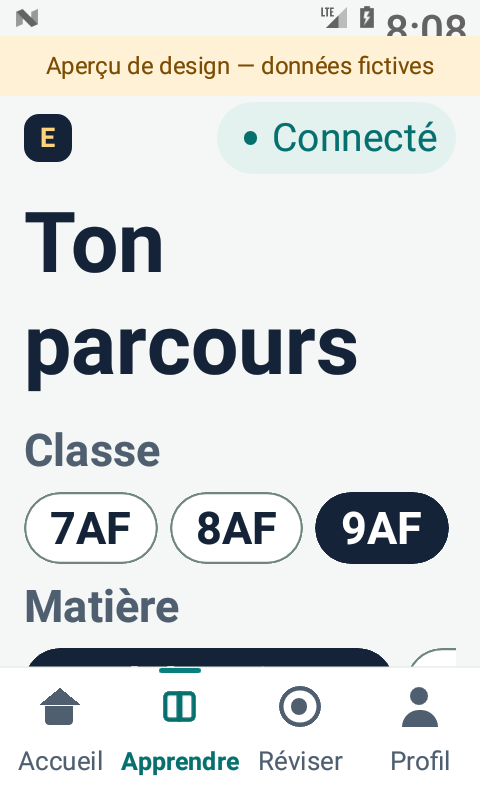 LTE
8:08
Aperçu de design — données fictives
E
Connecté
Ton
parcours
Classe
7AF 8AF 9AF
Matière
Accueil Apprendre Réviser Profil